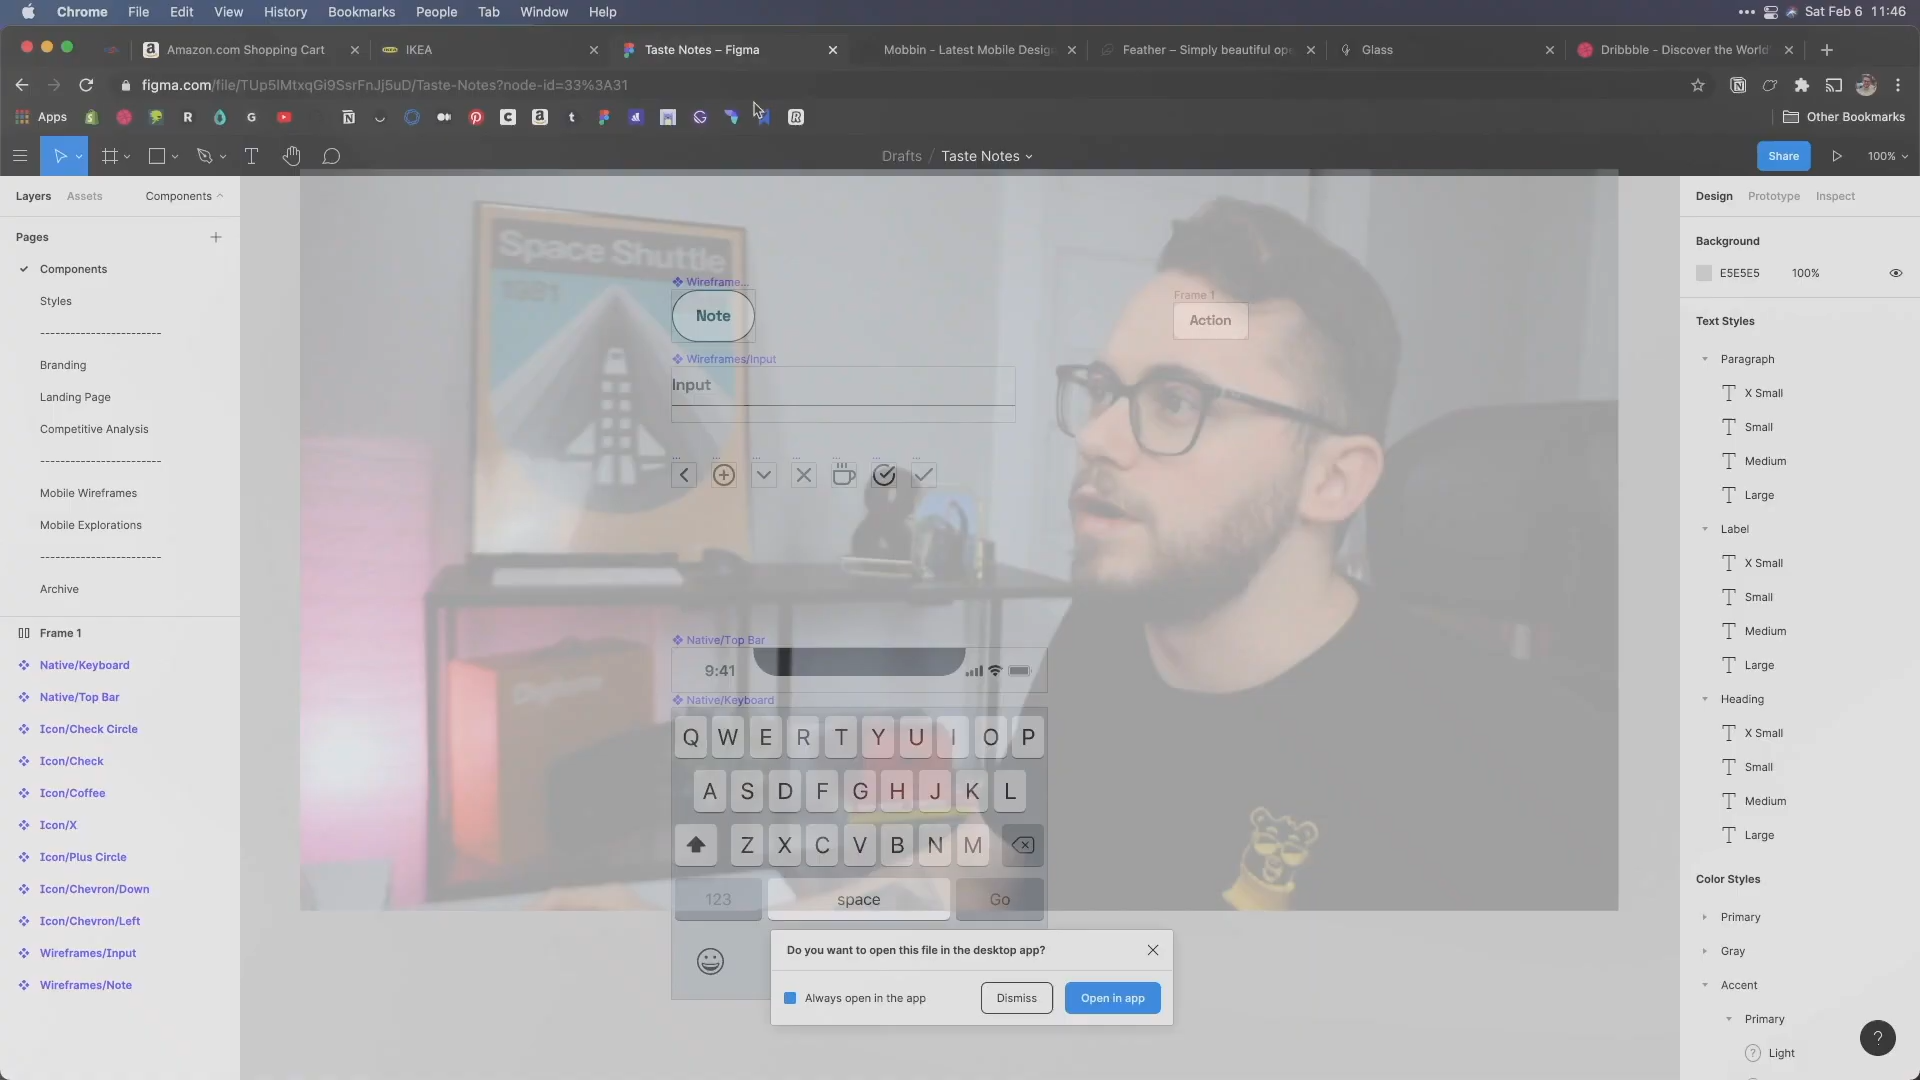 Chrome File Edit View History Bookmarks People Tab Window Help
Sat Feb 6 11:46
Amazon.com Shopping Cart
IKEA
Taste Notes – Figma
Mobbin - Latest Mobile Design
Feather – Simply beautiful ope
Glass
Dribbble - Discover the World'
figma.com/file/TUp5IMtxqGi9SsrFnJj5uD/Taste-Notes?node-id=33%3A31
Apps
Other Bookmarks
Drafts / Taste Notes
Share
100%
Layers Assets Components
Pages
Components
Styles
------------------------
Branding
Landing Page
Competitive Analysis
------------------------
Mobile Wireframes
Mobile Explorations
------------------------
Archive
Frame 1
Native/Keyboard
Native/Top Bar
Icon/Check Circle
Icon/Check
Icon/Coffee
Icon/X
Icon/Plus Circle
Icon/Chevron/Down
Icon/Chevron/Left
Wireframes/Input
Wireframes/Note
Space Shuttle
1981
Wireframe...
Note
Frame 1
Action
Wireframes/Input
Input
Native/Top Bar
9:41
Native/Keyboard
Q W E R T Y U I O P
A S D F G H J K L
Z X C V B N M
123 space Go
Do you want to open this file in the desktop app?
Always open in the app
Dismiss
Open in app
Design Prototype Inspect
Background
E5E5E5 100%
Text Styles
Paragraph
X Small
Small
Medium
Large
Label
X Small
Small
Medium
Large
Heading
X Small
Small
Medium
Large
Color Styles
Primary
Gray
Accent
Primary
Light
?